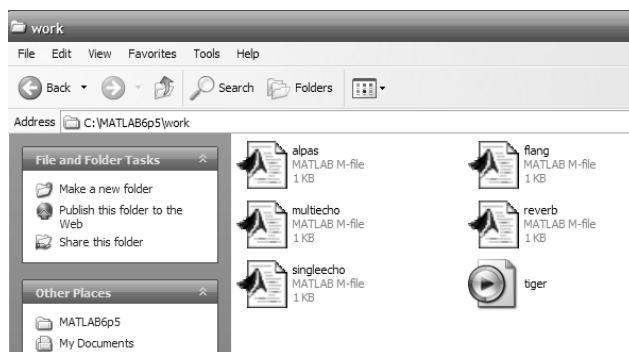 work
File Edit View Favorites Tools Help
Back Search Folders
Address C:\MATLAB6p5\work
File and Folder Tasks
Make a new folder
Publish this folder to the
Web
Share this folder
Other Places
MATLAB6p5
My Documents
alpas
MATLAB M-file
1 KB
flang
MATLAB M-file
1 KB
multiecho
MATLAB M-file
1 KB
reverb
MATLAB M-file
1 KB
singleecho
MATLAB M-file
1 KB
tiger